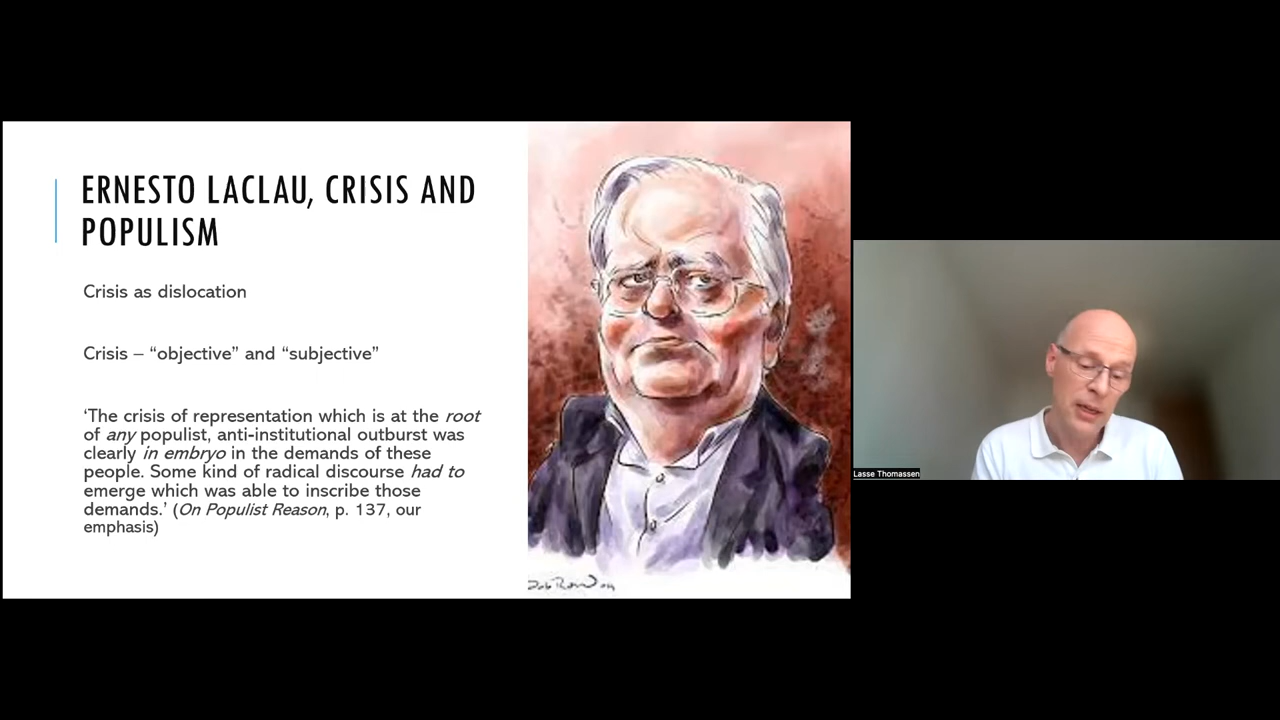 ERNESTO LACLAU, CRISIS AND
POPULISM
Crisis as dislocation
Crisis – “objective” and “subjective”
‘The crisis of representation which is at the root
of any populist, anti-institutional outburst was
clearly in embryo in the demands of these
people. Some kind of radical discourse had to
emerge which was able to inscribe those
demands.’ (On Populist Reason, p. 137, our
emphasis)
Lasse Thomassen